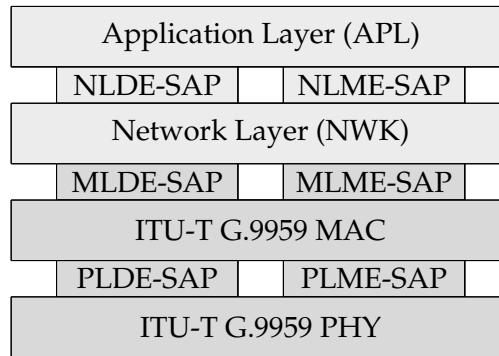 Application Layer (APL)
NLDE-SAP NLME-SAP
Network Layer (NWK)
MLDE-SAP MLME-SAP
ITU-T G.9959 MAC
PLDE-SAP PLME-SAP
ITU-T G.9959 PHY